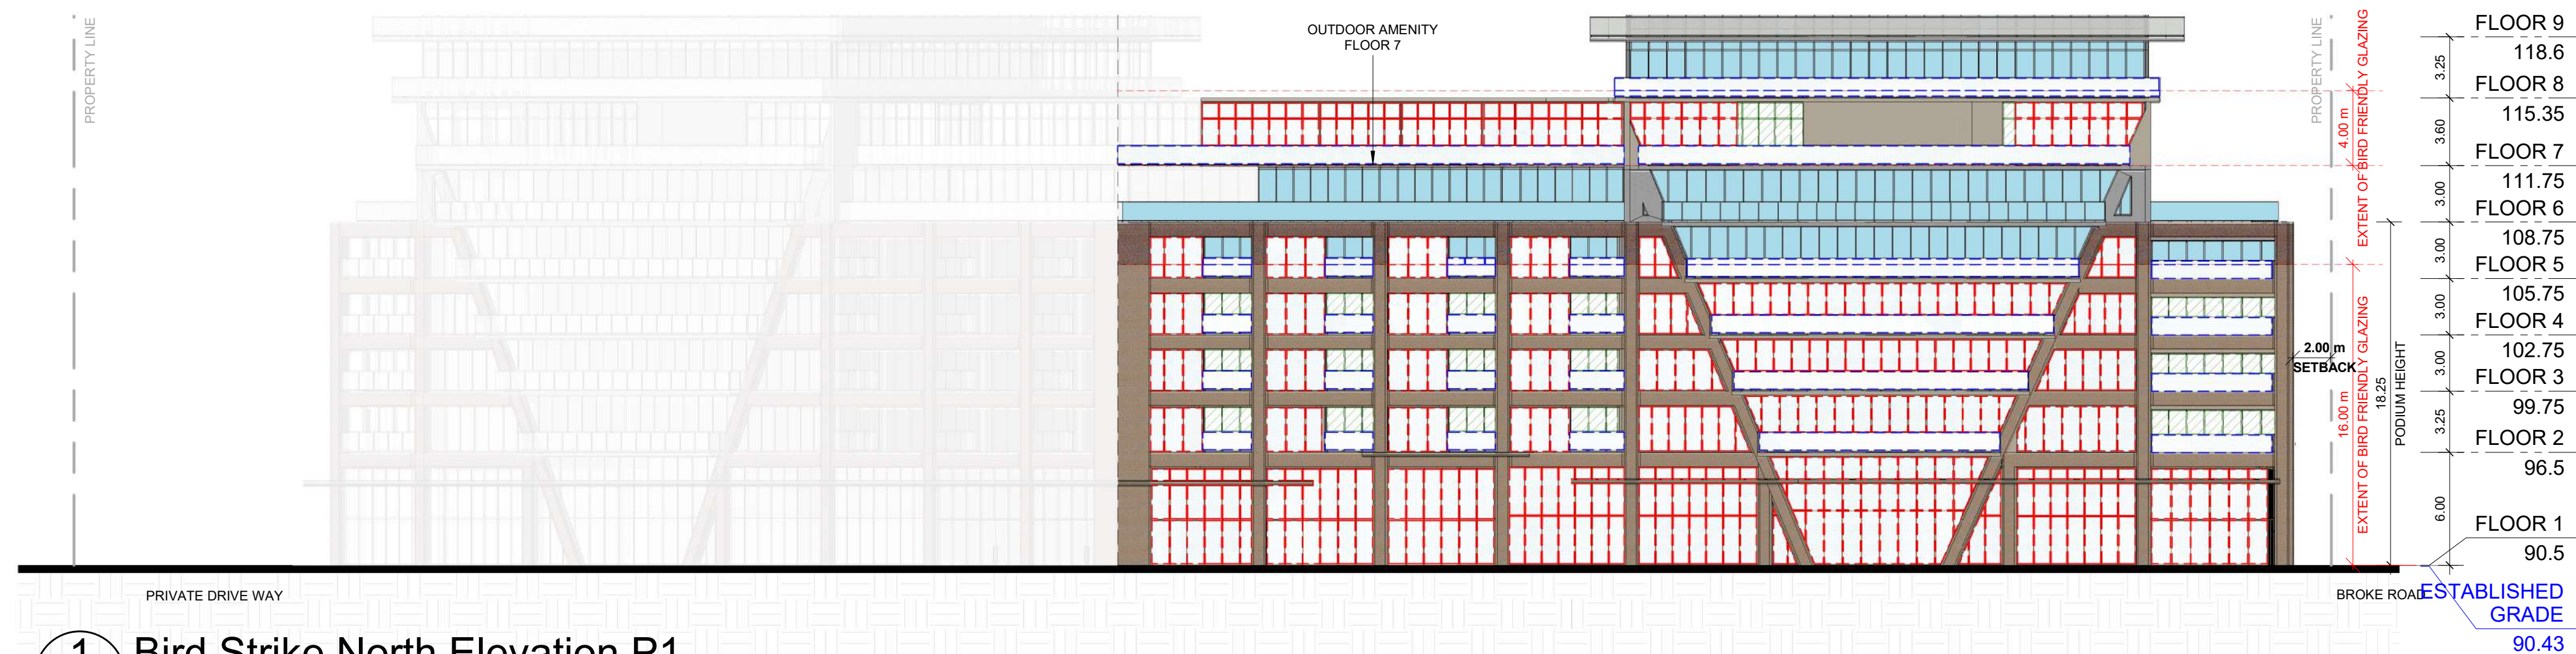 PROPERTY LINE
OUTDOOR AMENITY
FLOOR 7
PROPERTY LINE
EXTENT OF BIRD FRIENDLY GLAZING
4.00 m
EXTENT OF BIRD FRIENDLY GLAZING
16.00 m
2.00 m
SETBACK
18.25
PODIUM HEIGHT
FLOOR 9
118.6
3.25
FLOOR 8
115.35
3.60
FLOOR 7
111.75
3.00
FLOOR 6
108.75
3.00
FLOOR 5
105.75
3.00
FLOOR 4
102.75
3.00
FLOOR 3
99.75
3.25
FLOOR 2
96.5
6.00
FLOOR 1
90.5
ESTABLISHED
GRADE
90.43
PRIVATE DRIVE WAY
BROKE ROAD
1
Bird Strike North Elevation P1